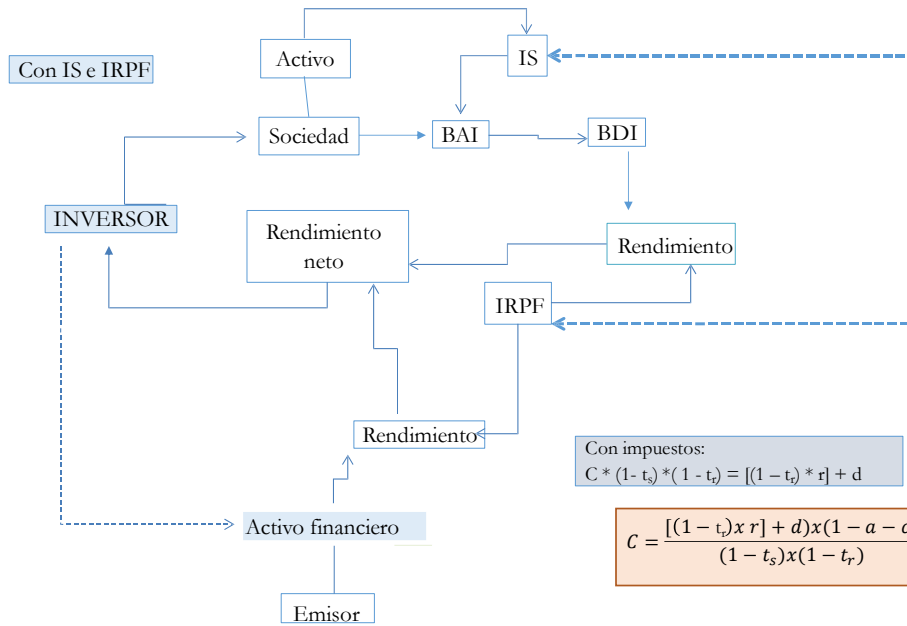 Con IS e IRPF
Activo
IS
Sociedad
BAI
BDI
INVERSOR
Rendimiento
neto
Rendimiento
IRPF
Rendimiento
Activo financiero
Emisor
Con impuestos:
C * (1- tₛ) *( 1 - tᵣ) = [(1 – tᵣ) * r] + d
C = [(1 − tᵣ)x r] + d)x(1 − a −
(1 − tₛ)x(1 − tᵣ)